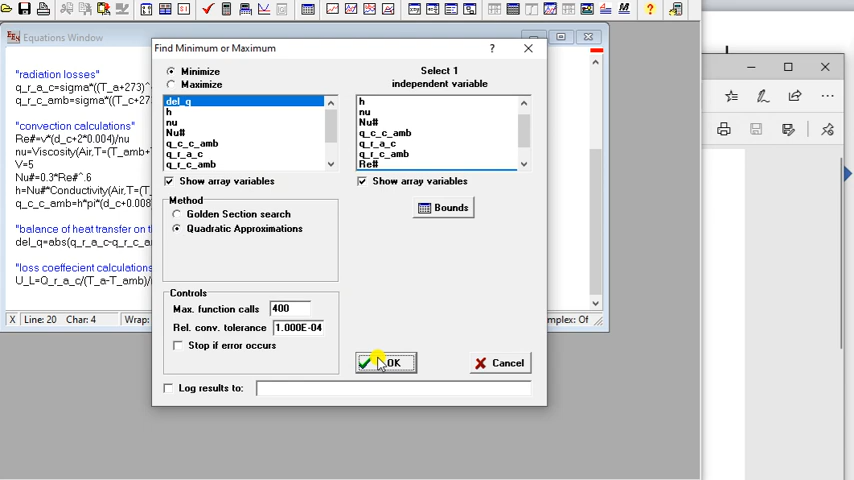 Equations Window
"radiation losses"
q_r_a_c=sigma*((T_a+273)^
q_r_c_amb=sigma*((T_c+27
"convection calculations"
Re#=v*(d_c+2*0.004)/nu
nu=Viscosity(Air,T=(T_amb+
V=5
Nu#=0.3*Re#^.6
h=Nu#*Conductivity(Air,T=(T
q_c_c_amb=h*pi*(d_c+0.008
"balance of heat transfer on th
del_q=abs(q_r_a_c-q_r_c_a
"loss coeffecient calculations
U_L=Q_r_a_c/(T_a-T_amb)/
Line: 20 Char: 4
Wrap:
mplex: Of
Find Minimum or Maximum
?
Minimize
Maximize
del_q
h
nu
Nu#
q_c_c_amb
q_r_a_c
q_r_c_amb
Show array variables
Select 1
independent variable
h
nu
Nu#
q_c_c_amb
q_r_a_c
q_r_c_amb
Re#
Show array variables
Method
Golden Section search
Quadratic Approximations
Bounds
Controls
Max. function calls 400
Rel. conv. tolerance 1.000E-04
Stop if error occurs
OK
Cancel
Log results to: